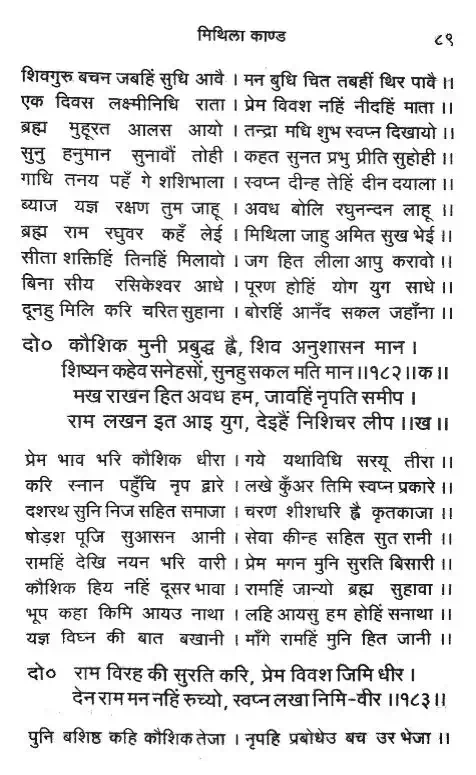 मिथिला काण्ड ८९
शिवगुरु बचन जबहिं सुधि आवै । मन बुधि चित तबहीं थिर पावै ।।
एक दिवस लक्ष्मीनिधि राता । प्रेम विवश नहिं नीदहिं माता ।।
ब्रह्म मुहूरत आलस आयो । तन्द्रा मधि शुभ स्वप्न दिखायो ।।
सुनु हनुमान सुनावौं तोही । कहत सुनत प्रभु प्रीति सुहोही ।।
गाधि तनय पहँ गे शशिभाला । स्वप्न दीन्ह तेहिं दीन दयाला ।।
ब्याज यज्ञ रक्षण तुम जाहू । अवध बोलि रघुनन्दन लाहू ।।
ब्रह्म राम रघुवर कहँ लेई । मिथिला जाहु अमित सुख भेई ।।
सीता शक्तिहिं तिनहिं मिलावो । जग हित लीला आपु करावो ।।
बिना सीय रसिकेश्वर आधे । पूरण होहिं योग युग साधे ।।
दूनहु मिलि करि चरित सुहाना । बोरहिं आनँद सकल जहाँना ।।
दो० कौशिक मुनी प्रबुद्ध ह्वै, शिव अनुशासन मान ।
शिष्यन कहेव सनेहसों, सुनहु सकल मति मान ।।१८२।।क।।
मख राखन हित अवध हम, जावहिं नृपति समीप ।
राम लखन इत आइ युग, देइहैं निशिचर लीप ।।ख।।
प्रेम भाव भरि कौशिक धीरा । गये यथाविधि सरयू तीरा ।।
करि स्नान पहुँचि नृप द्वारे । लखे कुँअर तिमि स्वप्न प्रकारे ।।
दशरथ सुनि निज सहित समाजा । चरण शीशधरि ह्वै कृतकाजा ।।
षोड़श पूजि सुआसन आनी । सेवा कीन्ह सहित सुत रानी ।।
रामहिं देखि नयन भरि वारी । प्रेम मगन मुनि सुरति बिसारी ।।
कौशिक हिय नहिं दूसर भावा । रामहिं जान्यो ब्रह्म सुहावा ।।
भूप कहा किमि आयउ नाथा । लहि आयसु हम होहिं सनाथा ।।
यज्ञ विघ्न की बात बखानी । माँगे रामहिं मुनि हित जानी ।।
दो० राम विरह की सुरति करि, प्रेम विवश जिमि धीर ।
देन राम मन नहिं रुच्यो, स्वप्न लखा निमि-वीर ।।१८३।।
पुनि बशिष्ठ कहि कौशिक तेजा । नृपहि प्रबोधेउ बच उर भेजा ।।